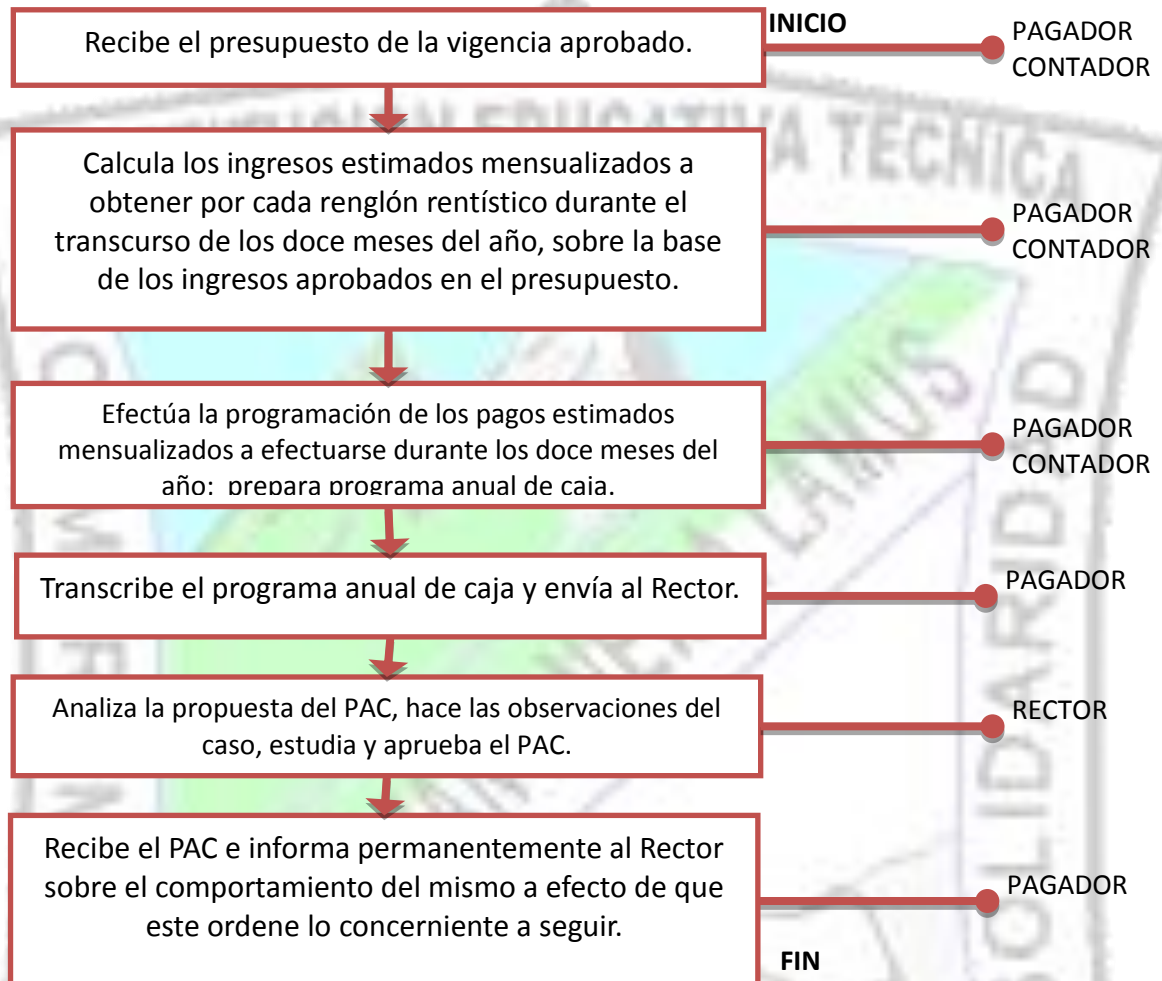 INICIO
Recibe el presupuesto de la vigencia aprobado.
PAGADOR
CONTADOR
Calcula los ingresos estimados mensualizados a
obtener por cada renglón rentístico durante el
transcurso de los doce meses del año, sobre la base
de los ingresos aprobados en el presupuesto.
PAGADOR
CONTADOR
Efectúa la programación de los pagos estimados
mensualizados a efectuarse durante los doce meses del
año: prepara programa anual de caja.
PAGADOR
CONTADOR
Transcribe el programa anual de caja y envía al Rector.
PAGADOR
Analiza la propuesta del PAC, hace las observaciones del
caso, estudia y aprueba el PAC.
RECTOR
Recibe el PAC e informa permanentemente al Rector
sobre el comportamiento del mismo a efecto de que
este ordene lo concerniente a seguir.
PAGADOR
FIN
EDUCATIVA TECNICA
LAMUS
SOLIDARIDAD